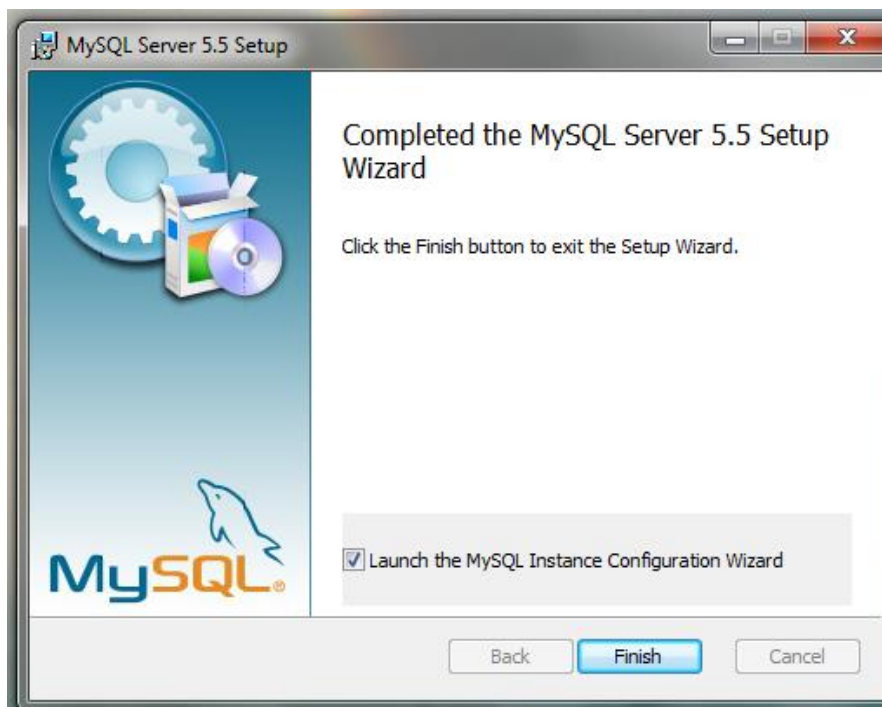 MySQL Server 5.5 Setup
Completed the MySQL Server 5.5 Setup
Wizard
Click the Finish button to exit the Setup Wizard.
Launch the MySQL Instance Configuration Wizard
MySQL®
Back
Finish
Cancel